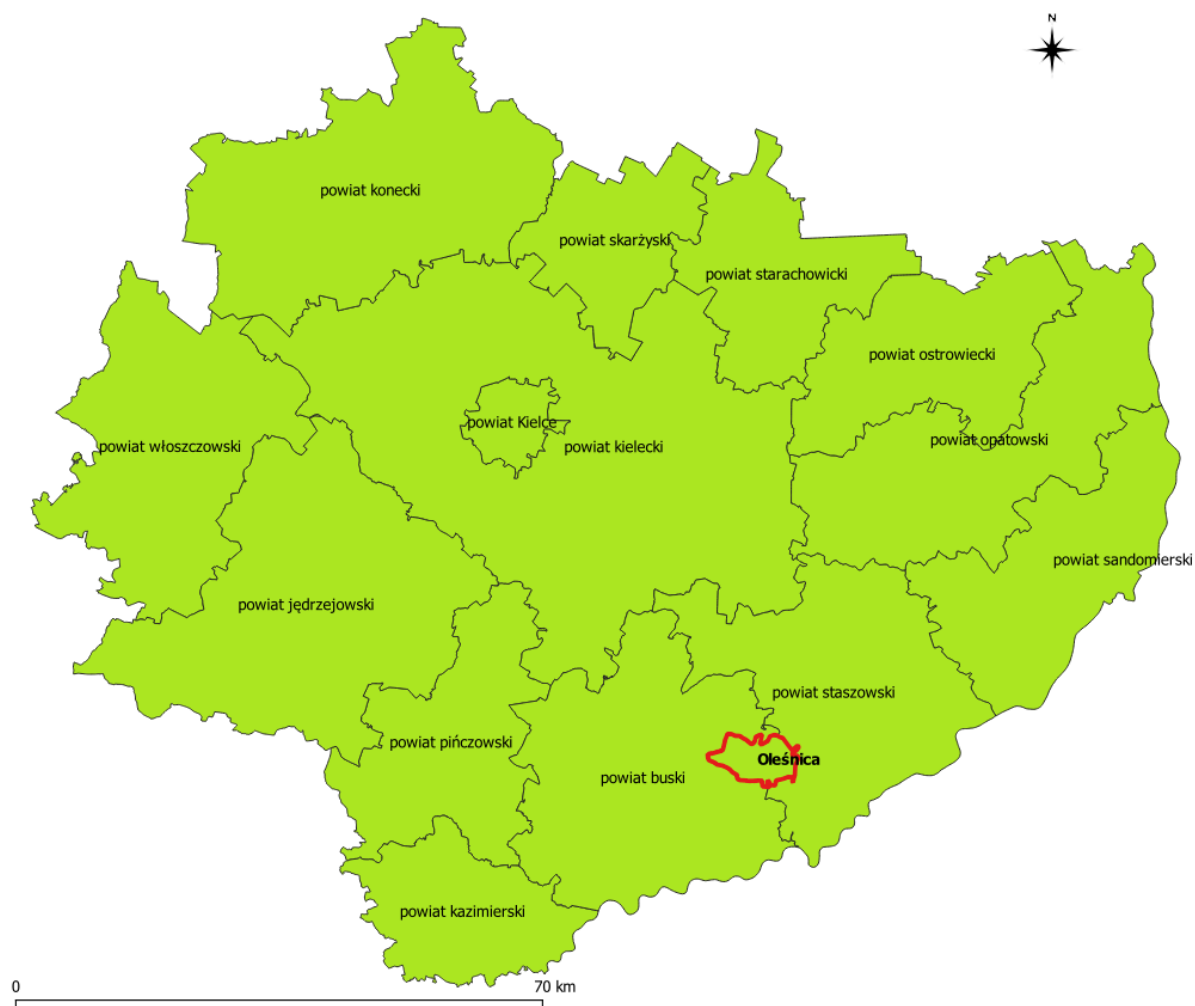 N
powiat konecki
powiat skarżyski
powiat starachowicki
powiat ostrowiecki
powiat Kielce
powiat opatowski
powiat włoszczowski
powiat kielecki
powiat sandomierski
powiat jędrzejowski
powiat staszowski
powiat pińczowski
Oleśnica
powiat buski
powiat kazimierski
0
70 km